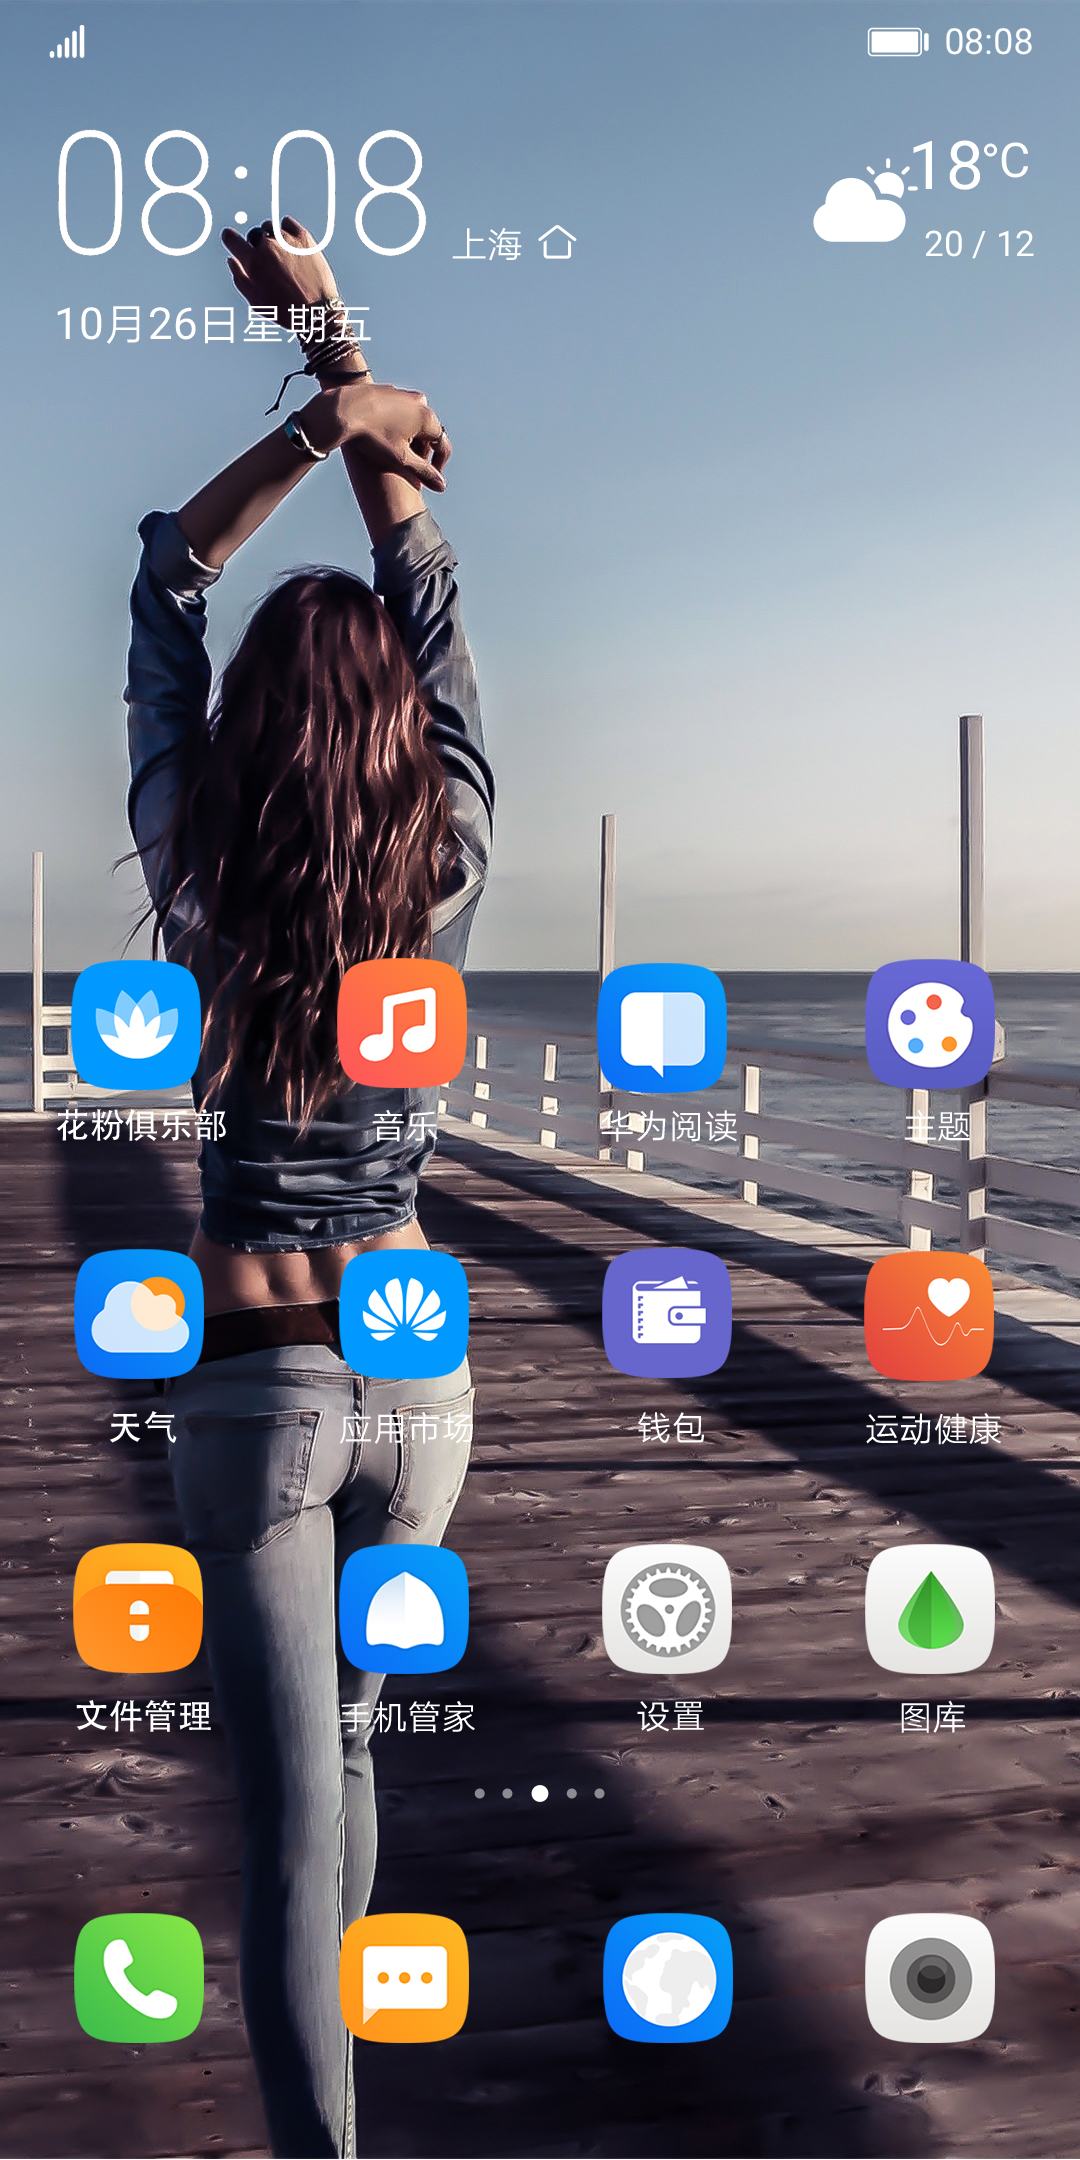 08:08
08:08
18°C
上海
20 / 12
10月26日星期五
花粉俱乐部 音乐 华为阅读 主题
天气 应用市场 钱包 运动健康
文件管理 手机管家 设置 图库